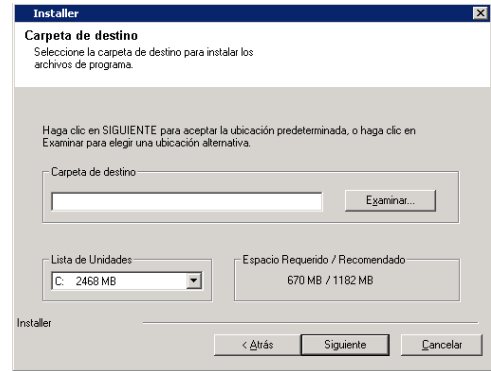 Installer
Carpeta de destino
Seleccione la carpeta de destino para instalar los
archivos de programa.
Haga clic en SIGUIENTE para aceptar la ubicación predeterminada, o haga clic en
Examinar para elegir una ubicación alternativa.
Carpeta de destino
Examinar...
Lista de Unidades
C: 2468 MB
Espacio Requerido / Recomendado
670 MB / 1182 MB
Installer
< Atrás
Siguiente
Cancelar